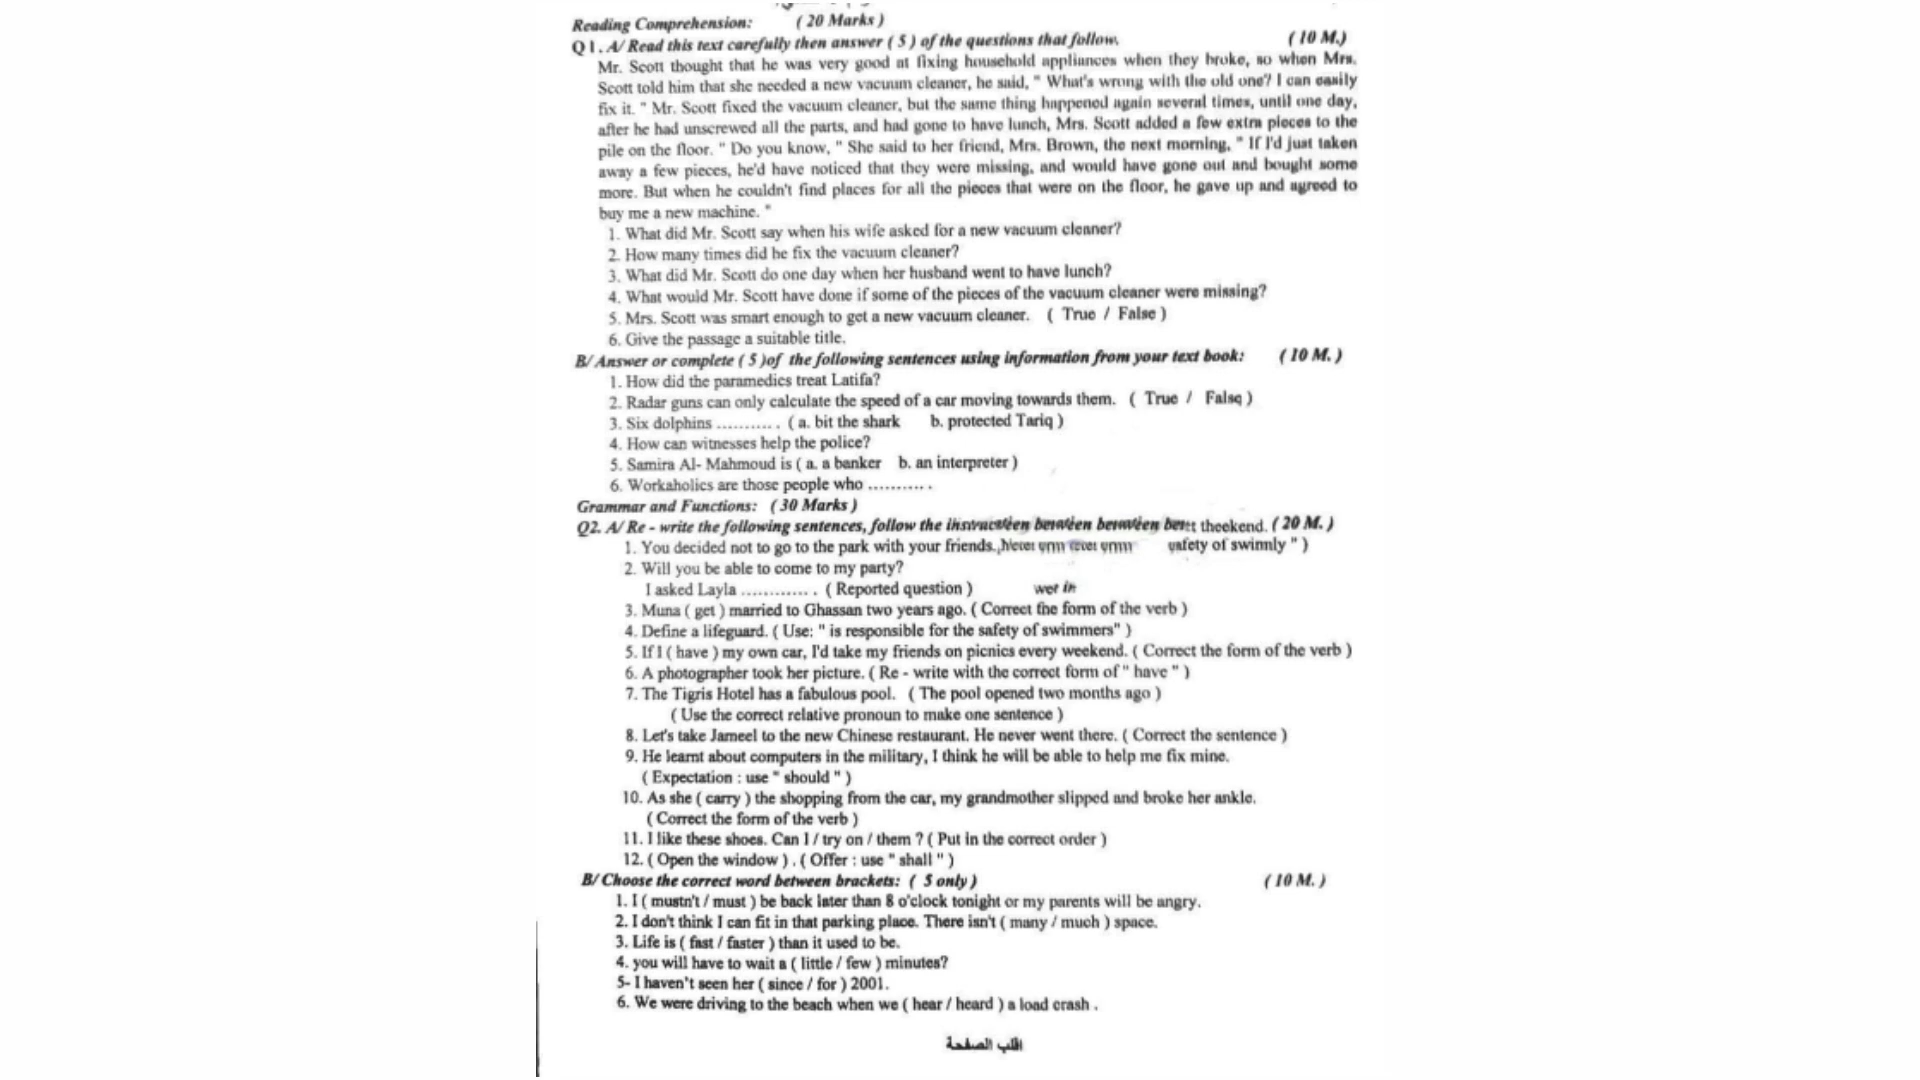 Reading Comprehension: ( 20 Marks )
Q 1. A/ Read this text carefully then answer ( 5 ) of the questions that follow. ( 10 M.)
Mr. Scott thought that he was very good at fixing household appliances when they broke, so when Mrs.
Scott told him that she needed a new vacuum cleaner, he said, " What's wrong with the old one? I can easily
fix it. " Mr. Scott fixed the vacuum cleaner, but the same thing happened again several times, until one day,
after he had unscrewed all the parts, and had gone to have lunch, Mrs. Scott added a few extra pieces to the
pile on the floor. " Do you know, " She said to her friend, Mrs. Brown, the next morning, " If I'd just taken
away a few pieces, he'd have noticed that they were missing, and would have gone out and bought some
more. But when he couldn't find places for all the pieces that were on the floor, he gave up and agreed to
buy me a new machine. "
1. What did Mr. Scott say when his wife asked for a new vacuum cleaner?
2. How many times did he fix the vacuum cleaner?
3. What did Mr. Scott do one day when her husband went to have lunch?
4. What would Mr. Scott have done if some of the pieces of the vacuum cleaner were missing?
5. Mrs. Scott was smart enough to get a new vacuum cleaner. ( True / False )
6. Give the passage a suitable title.
B/ Answer or complete ( 5 )of the following sentences using information from your text book: ( 10 M. )
1. How did the paramedics treat Latifa?
2. Radar guns can only calculate the speed of a car moving towards them. ( True / False )
3. Six dolphins .......... . ( a. bit the shark b. protected Tariq )
4. How can witnesses help the police?
5. Samira Al- Mahmoud is ( a. a banker b. an interpreter )
6. Workaholics are those people who .......... .
Grammar and Functions: ( 30 Marks )
Q2. A/ Re - write the following sentences, follow the ( 20 M. )
1. You decided not to go to the park with your friends. of
2. Will you be able to come to my party?
I asked Layla ............ . ( Reported question )
3. Muna ( get ) married to Ghassan two years ago. ( Correct the form of the verb )
4. Define a lifeguard. ( Use: " is responsible for the safety of swimmers" )
5. If I ( have ) my own car, I'd take my friends on picnics every weekend. ( Correct the form of the verb )
6. A photographer took her picture. ( Re - write with the correct form of " have " )
7. The Tigris Hotel has a fabulous pool. ( The pool opened two months ago )
( Use the correct relative pronoun to make one sentence )
8. Let's take Jameel to the new Chinese restaurant. He never went there. ( Correct the sentence )
9. He learnt about computers in the military, I think he will be able to help me fix mine.
( Expectation : use " should " )
10. As she ( carry ) the shopping from the car, my grandmother slipped and broke her ankle.
( Correct the form of the verb )
11. I like these shoes. Can I / try on / them ? ( Put in the correct order )
12. ( Open the window ) . ( Offer : use " shall " )
B/ Choose the correct word between brackets: ( 5 only ) ( 10 M. )
1. I ( mustn't / must ) be back later than 8 o'clock tonight or my parents will be angry.
2. I don't think I can fit in that parking place. There isn't ( many / much ) space.
3. Life is ( fast / faster ) than it used to be.
4. you will have to wait a ( little / few ) minutes?
5- I haven't seen her ( since / for ) 2001.
6. We were driving to the beach when we ( hear / heard ) a load crash .
اقلب الصفحة